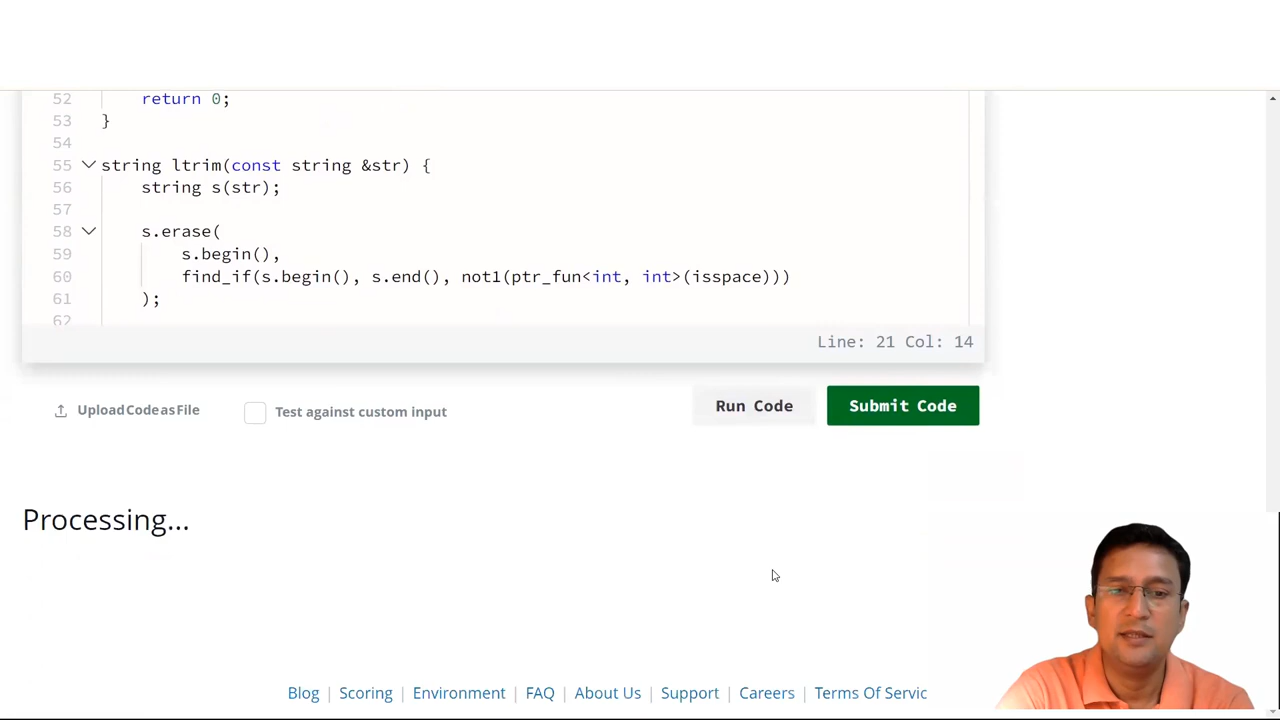 52 return 0;
53 }
54
55 string ltrim(const string &str) {
56 string s(str);
57
58 s.erase(
59 s.begin(),
60 find_if(s.begin(), s.end(), not1(ptr_fun<int, int>(isspace)))
61 );
62
Line: 21 Col: 14
Upload Code as File Test against custom input Run Code Submit Code
Processing...
Blog | Scoring | Environment | FAQ | About Us | Support | Careers | Terms Of Servic